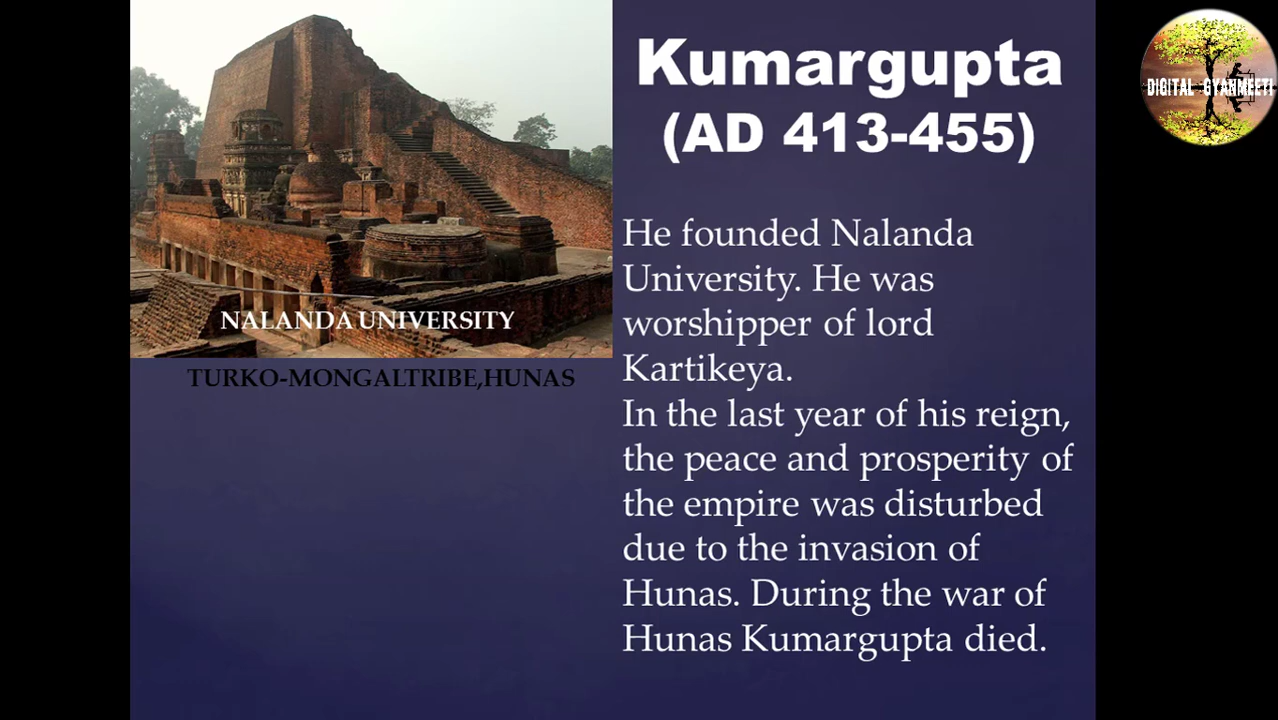 Kumargupta
(AD 413-455)
DIGITAL GYANMEETI
He founded Nalanda
University. He was
worshipper of lord
Kartikeya.
In the last year of his reign,
the peace and prosperity of
the empire was disturbed
due to the invasion of
Hunas. During the war of
Hunas Kumargupta died.
NALANDA UNIVERSITY
TURKO-MONGALTRIBE,HUNAS